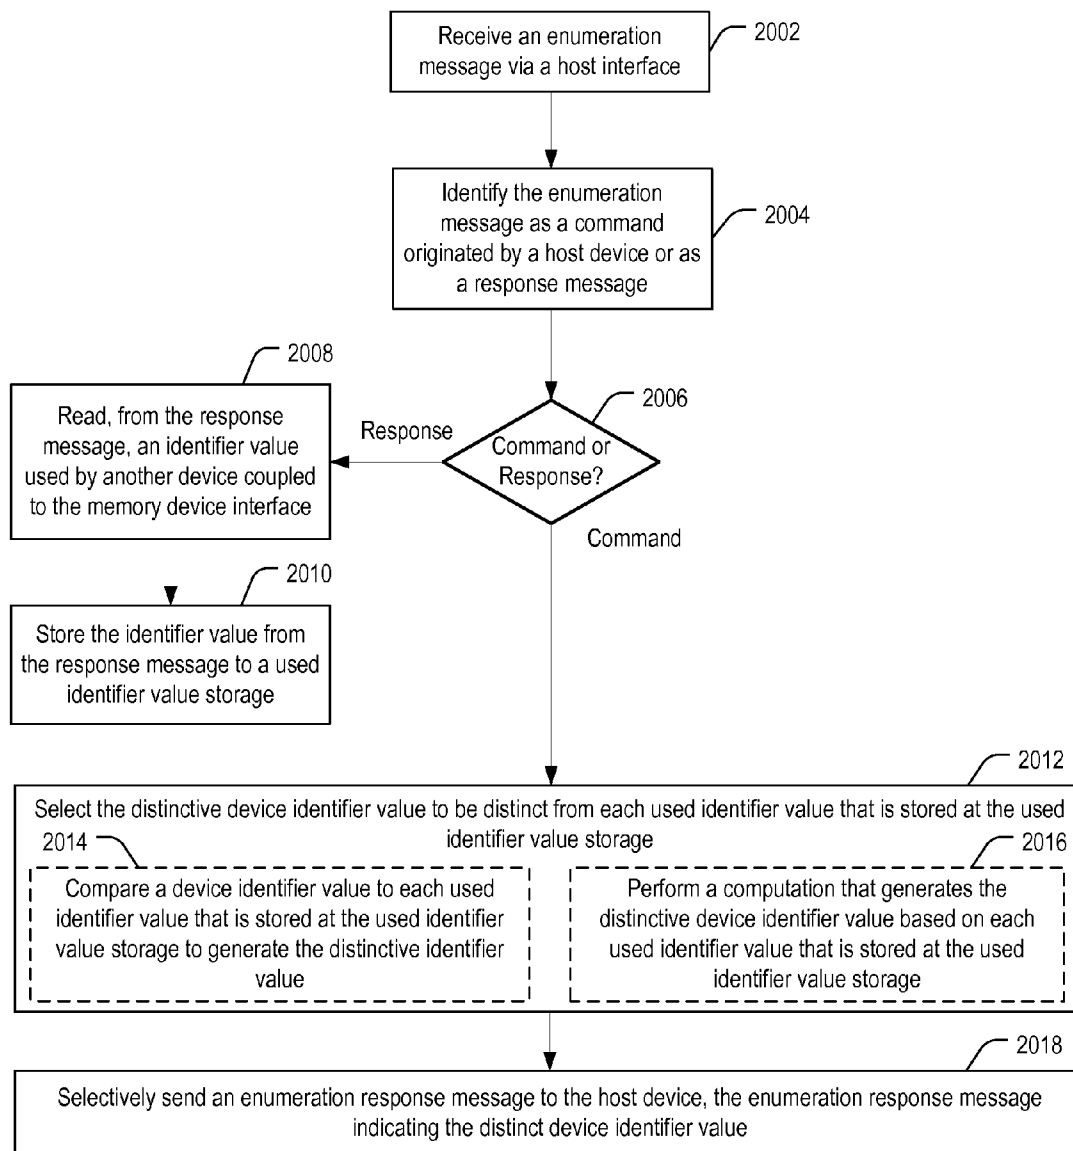 Receive an enumeration
message via a host interface
2002
Identify the enumeration
message as a command
originated by a host device or as
a response message
2004
2008
Read, from the response
message, an identifier value
used by another device coupled
to the memory device interface
Response
2006
Command or
Response?
Command
2010
Store the identifier value from
the response message to a used
identifier value storage
2012
Select the distinctive device identifier value to be distinct from each used identifier value that is stored at the used
identifier value storage
2014
Compare a device identifier value to each used
identifier value that is stored at the used identifier
value storage to generate the distinctive identifier
value
2016
Perform a computation that generates the
distinctive device identifier value based on each
used identifier value that is stored at the used
identifier value storage
2018
Selectively send an enumeration response message to the host device, the enumeration response message
indicating the distinct device identifier value